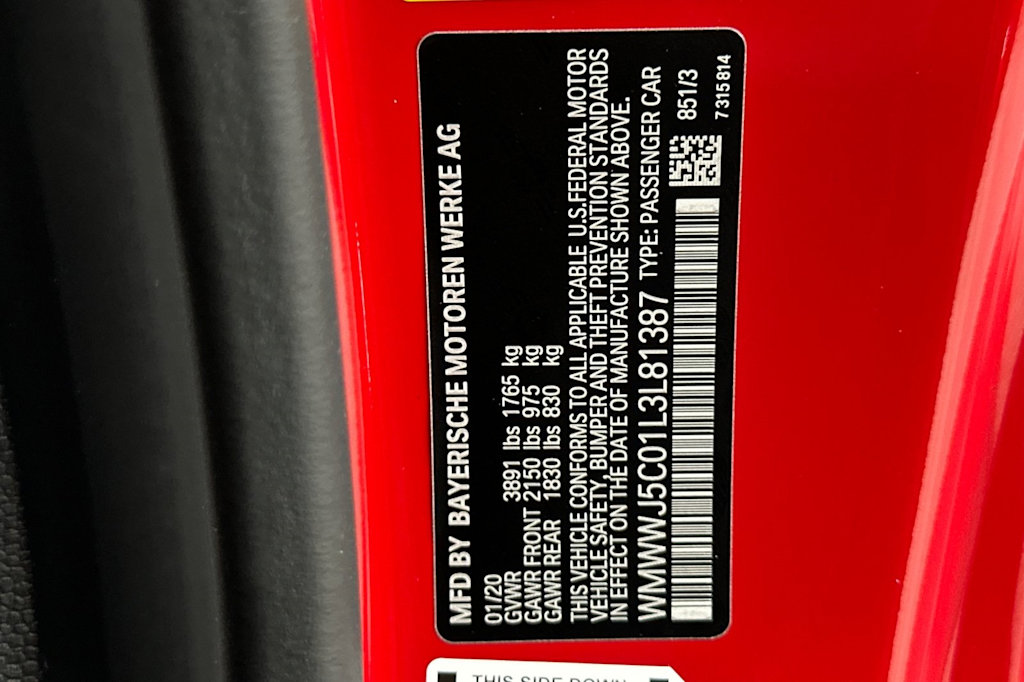 MFD BY BAYERISCHE MOTOREN WERKE AG
01/20
GVWR 3891 lbs 1765 kg
GAWR FRONT 2150 lbs 975 kg
GAWR REAR 1830 lbs 830 kg
THIS VEHICLE CONFORMS TO ALL APPLICABLE U.S.FEDERAL MOTOR
VEHICLE SAFETY, BUMPER AND THEFT PREVENTION STANDARDS
IN EFFECT ON THE DATE OF MANUFACTURE SHOWN ABOVE.
WMWWJ5C01L3L81387 TYPE: PASSENGER CAR
851/3
7 315 814
THIS SIDE DOWN